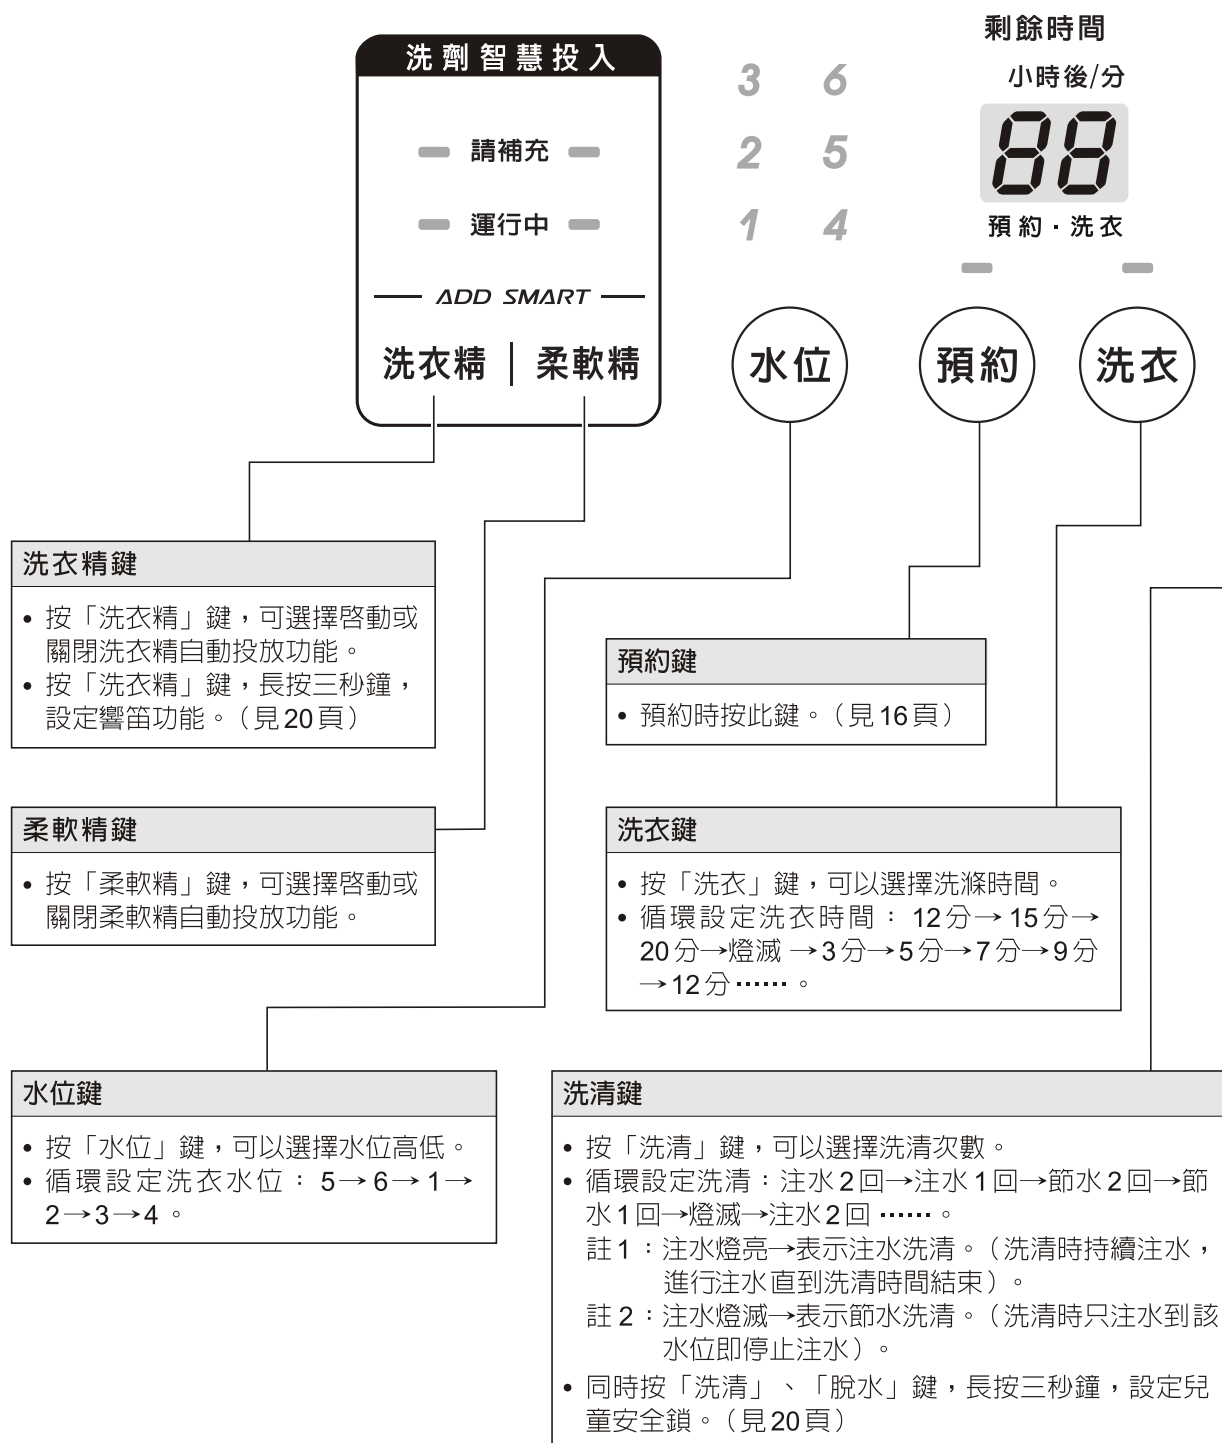 剩餘時間
小時後/分
88
預約·洗衣
洗劑智慧投入
請補充
運行中
ADD SMART
洗衣精 | 柔軟精
3 6
2 5
1 4
水位
預約
洗衣
洗衣精鍵
• 按「洗衣精」鍵，可選擇啓動或
關閉洗衣精自動投放功能。
• 按「洗衣精」鍵，長按三秒鐘，
設定響笛功能。（見20頁）
柔軟精鍵
• 按「柔軟精」鍵，可選擇啓動或
關閉柔軟精自動投放功能。
預約鍵
• 預約時按此鍵。（見16頁）
洗衣鍵
• 按「洗衣」鍵，可以選擇洗滌時間。
• 循環設定洗衣時間：12分→15分→
20分→燈滅→3分→5分→7分→9分
→12分……。
水位鍵
• 按「水位」鍵，可以選擇水位高低。
• 循環設定洗衣水位：5→6→1→
2→3→4。
洗清鍵
• 按「洗清」鍵，可以選擇洗清次數。
• 循環設定洗清：注水2回→注水1回→節水2回→節
水1回→燈滅→注水2回……。
註1：注水燈亮→表示注水洗清。（洗清時持續注水，
進行注水直到洗清時間結束）。
註2：注水燈滅→表示節水洗清。（洗清時只注水到該
水位即停止注水）。
• 同時按「洗清」、「脫水」鍵，長按三秒鐘，設定兒
童安全鎖。（見20頁）